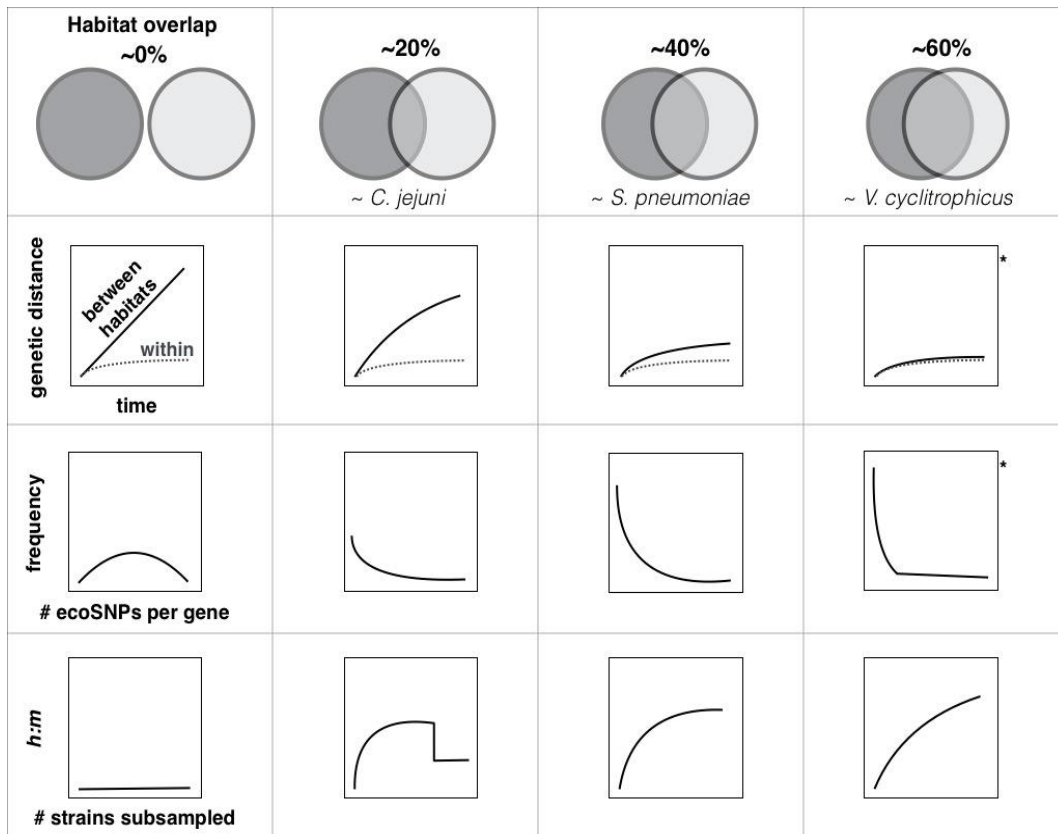 Habitat overlap
~0%
~20%
~40%
~60%
~ C. jejuni
~ S. pneumoniae
~ V. cyclitrophicus
genetic distance
between
habitats
within
time
*
frequency
# ecoSNPs per gene
*
h:m
# strains subsampled